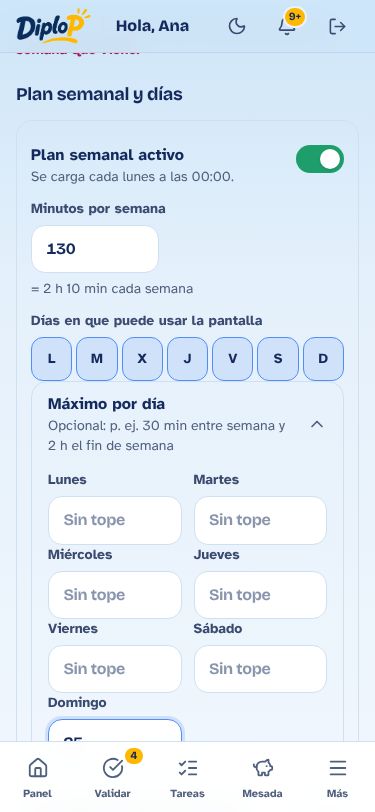 DiploP
Hola, Ana
9+
Plan semanal y días
Plan semanal activo
Se carga cada lunes a las 00:00.
Minutos por semana
130
= 2 h 10 min cada semana
Días en que puede usar la pantalla
L M X J V S D
Máximo por día
Opcional: p. ej. 30 min entre semana y
2 h el fin de semana
Lunes Martes
Sin tope Sin tope
Miércoles Jueves
Sin tope Sin tope
Viernes Sábado
Sin tope Sin tope
Domingo
4
Panel Validar Tareas Mesada Más